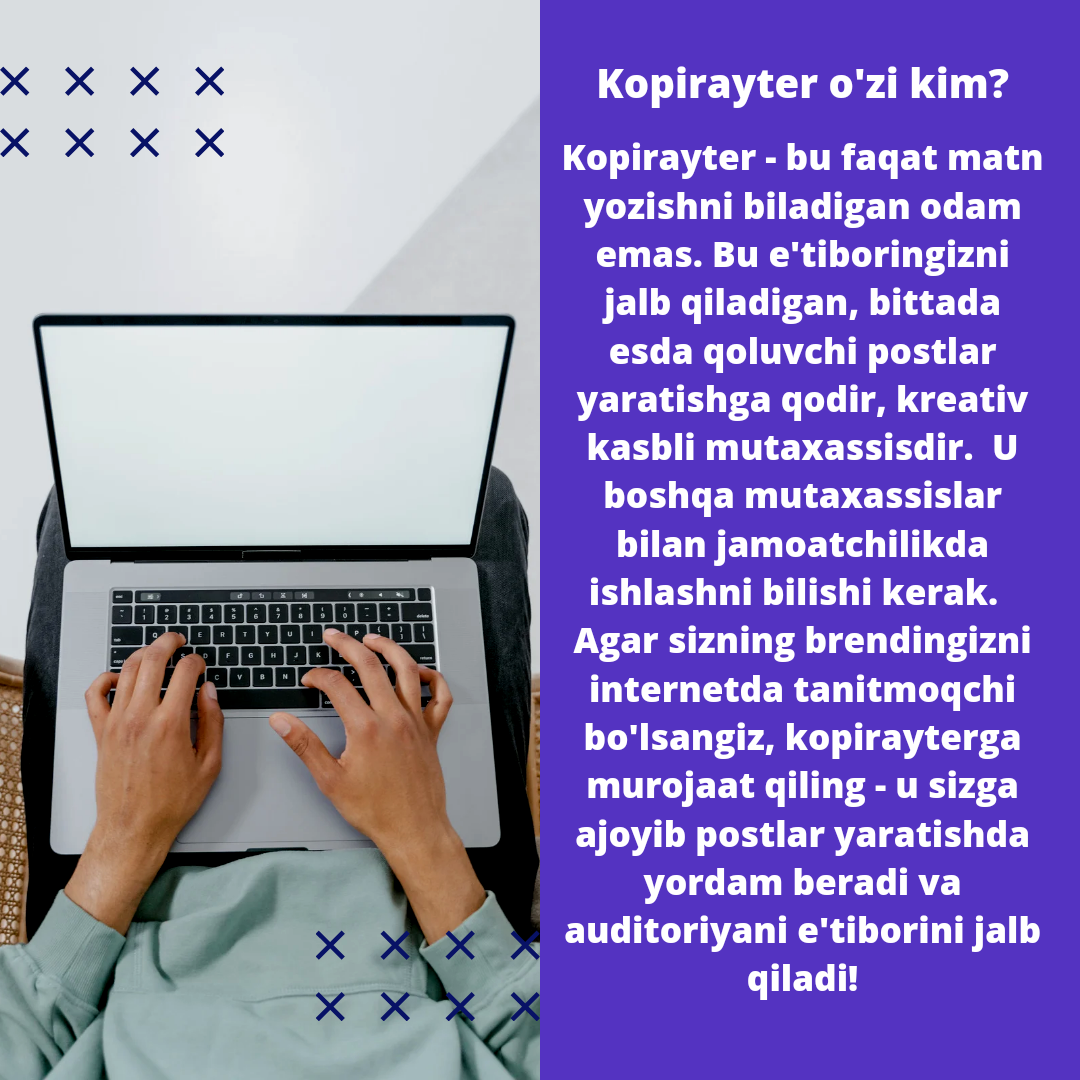 Kopirayter o'zi kim?
Kopirayter - bu faqat matn
yozishni biladigan odam
emas. Bu e'tiboringizni
jalb qiladigan, bittada
esda qoluvchi postlar
yaratishga qodir, kreativ
kasbli mutaxassisdir.  U
boshqa mutaxassislar
bilan jamoatchilikda
ishlashni bilishi kerak.
Agar sizning brendingizni
internetda tanitmoqchi
bo'lsangiz, kopirayterga
murojaat qiling - u sizga
ajoyib postlar yaratishda
yordam beradi va
auditoriyani e'tiborini jalb
qiladi!